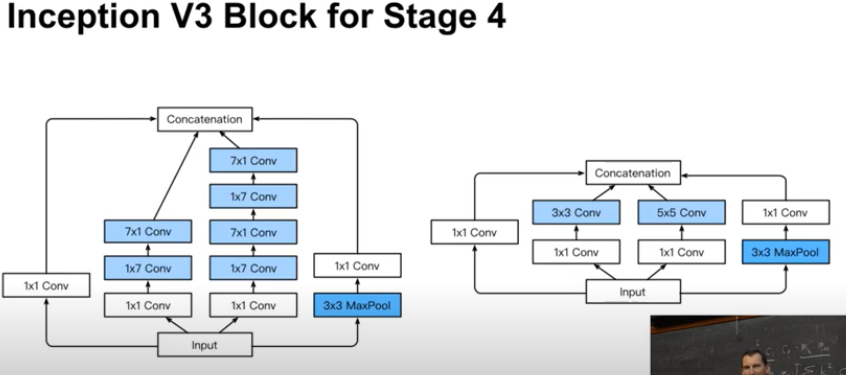 Inception V3 Block for Stage 4
Concatenation
7x1 Conv
1x7 Conv
7x1 Conv
7x1 Conv
1x7 Conv
1x7 Conv
1x1 Conv
1x1 Conv
1x1 Conv
1x1 Conv
3x3 MaxPool
Input
Concatenation
3x3 Conv
5x5 Conv
1x1 Conv
1x1 Conv
1x1 Conv
1x1 Conv
3x3 MaxPool
Input